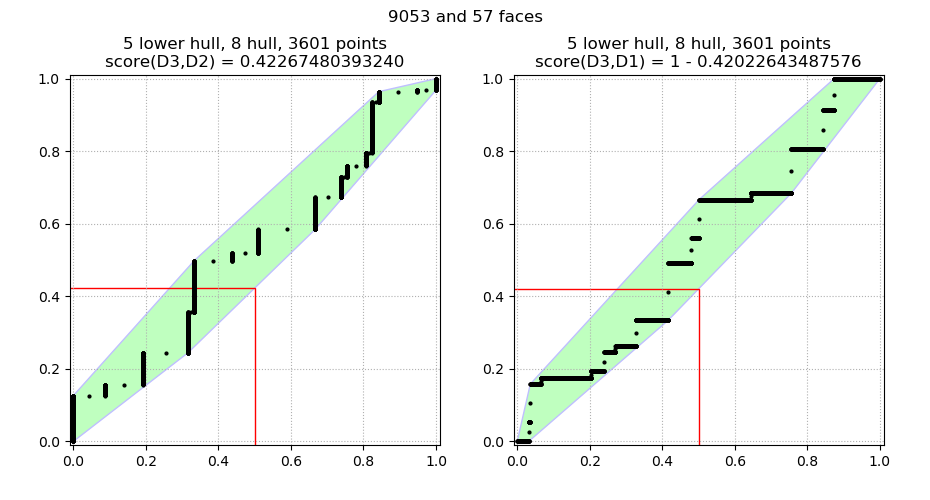 9053 and 57 faces
5 lower hull, 8 hull, 3601 points
score(D3,D2) = 0.42267480393240
1.0
0.8
0.6
0.4
0.2
0.0
0.0 0.2 0.4 0.6 0.8 1.0
5 lower hull, 8 hull, 3601 points
score(D3,D1) = 1 - 0.42022643487576
1.0
0.8
0.6
0.4
0.2
0.0
0.0 0.2 0.4 0.6 0.8 1.0